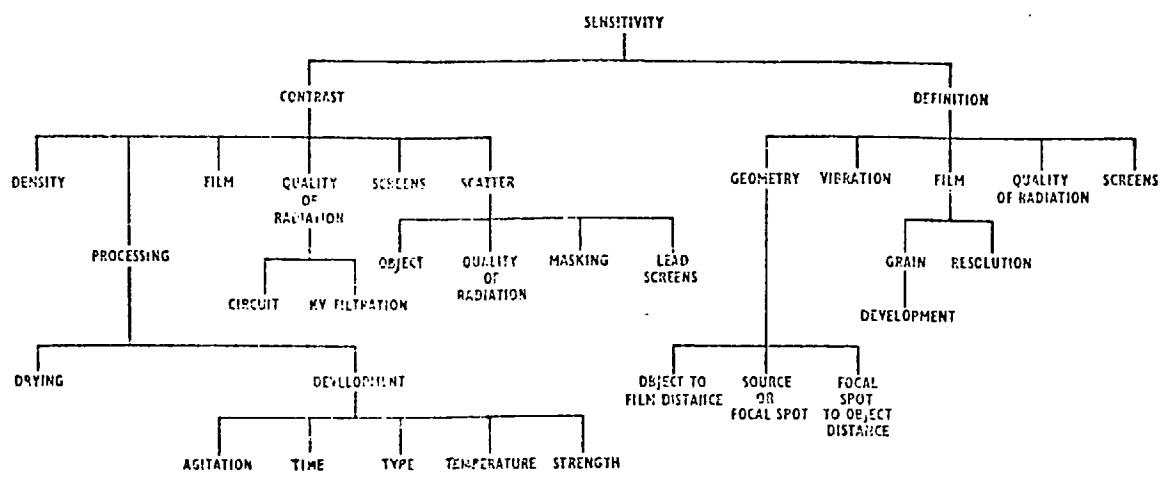 SENSITIVITY
CONTRAST
DEFINITION
DENSITY
FILM
QUALITY
OF
RADIATION
SCREENS
SCATTER
GEOMETRY
VIBRATION
FILM
QUALITY
OF RADIATION
SCREENS
PROCESSING
OBJECT
QUALITY
OF
RADIATION
MASKING
LEAD
SCREENS
GRAIN
RESOLUTION
CIRCUIT
KV FILTRATION
DEVELOPMENT
DRYING
DEVELOPMENT
OBJECT TO
FILM DISTANCE
SOURCE
OR
FOCAL SPOT
FOCAL
SPOT
TO OBJECT
DISTANCE
AGITATION
TIME
TYPE
TEMPERATURE
STRENGTH